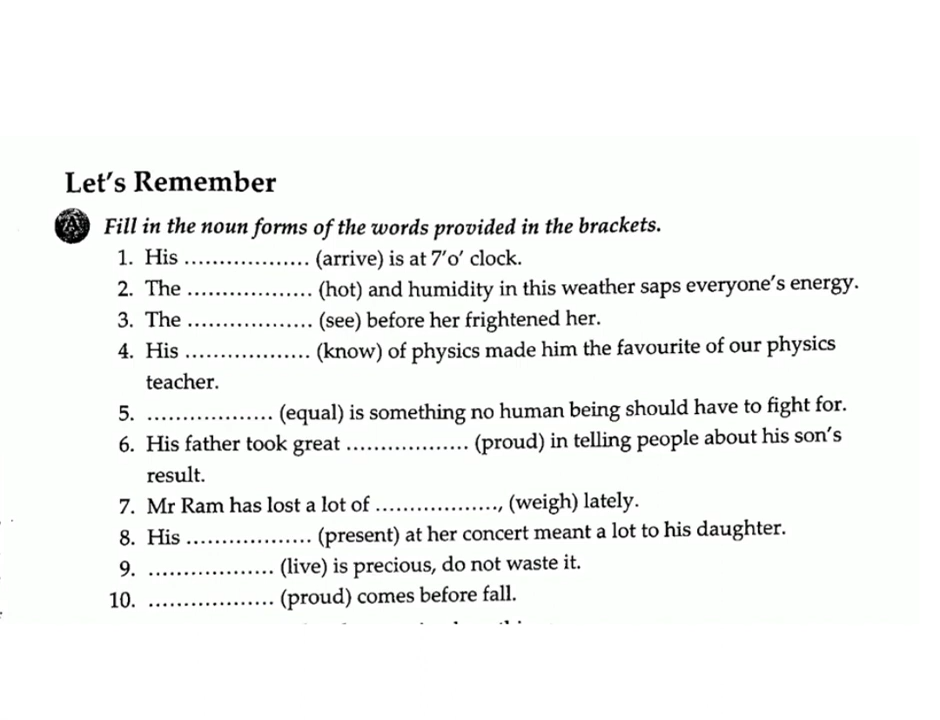 Let's Remember
A Fill in the noun forms of the words provided in the brackets.
1. His .................. (arrive) is at 7'o' clock.
2. The .................. (hot) and humidity in this weather saps everyone's energy.
3. The .................. (see) before her frightened her.
4. His .................. (know) of physics made him the favourite of our physics
teacher.
5. .................. (equal) is something no human being should have to fight for.
6. His father took great .................. (proud) in telling people about his son's
result.
7. Mr Ram has lost a lot of .................., (weigh) lately.
8. His .................. (present) at her concert meant a lot to his daughter.
9. .................. (live) is precious, do not waste it.
10. .................. (proud) comes before fall.